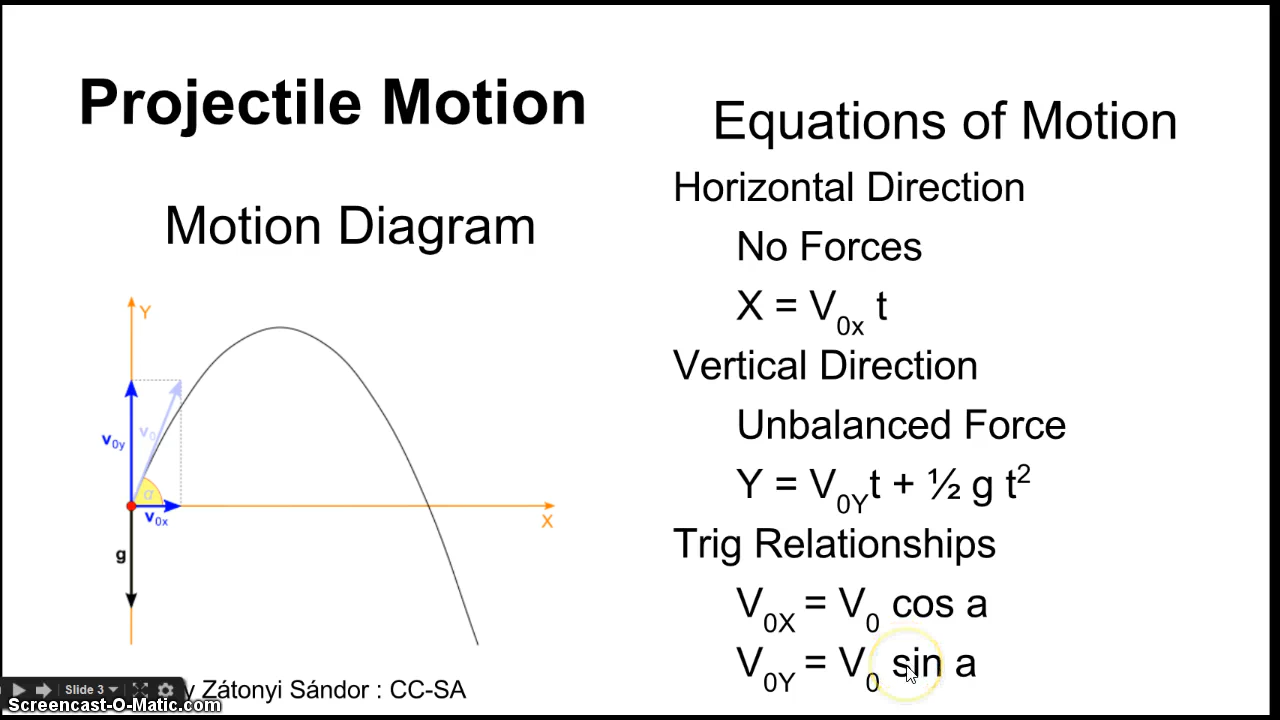 Projectile Motion
Motion Diagram
Y
v0y
v0
α
v0x
X
g
y Zátonyi Sándor : CC-SA
Equations of Motion
Horizontal Direction
No Forces
X = V0x t
Vertical Direction
Unbalanced Force
Y = V0Yt + ½ g t²
Trig Relationships
V0X = V0 cos a
V0Y = V0 sin a
Slide 3
Screencast-O-Matic.com